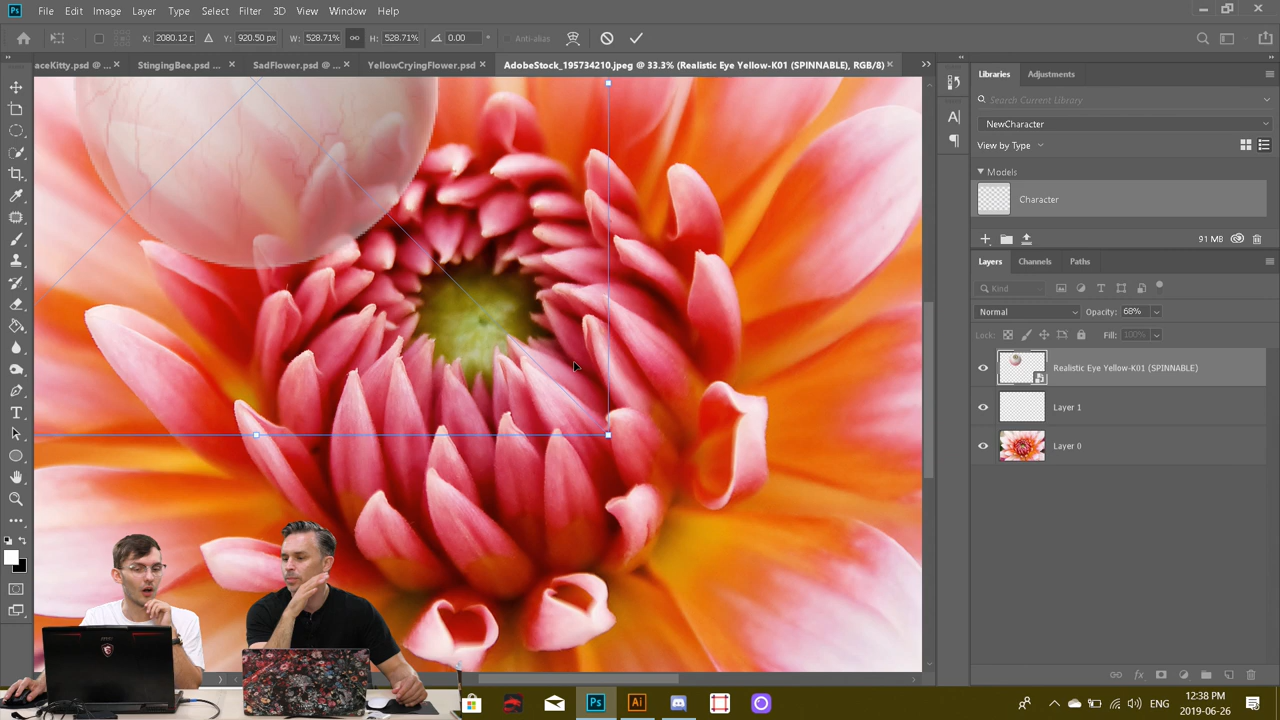 Ps File Edit Image Layer Type Select Filter 3D View Window Help
X: 2080.12 p Y: 920.50 px W: 528.71% H: 528.71% 0.00 ° Anti-alias
aceKitty.psd @ ... StingingBee.psd ... SadFlower.psd @ ... YellowCryingFlower.psd AdobeStock_195734210.jpeg @ 33.3% (Realistic Eye Yellow-K01 (SPINNABLE), RGB/8)
Libraries Adjustments
Search Current Library
NewCharacter
View by Type
Models
Character
91 MB
Layers Channels Paths
Kind
Normal Opacity: 68%
Lock: Fill: 100%
Realistic Eye Yellow-K01 (SPINNABLE)
Layer 1
Layer 0
Ps Ai
ENG
12:38 PM
2019-06-26